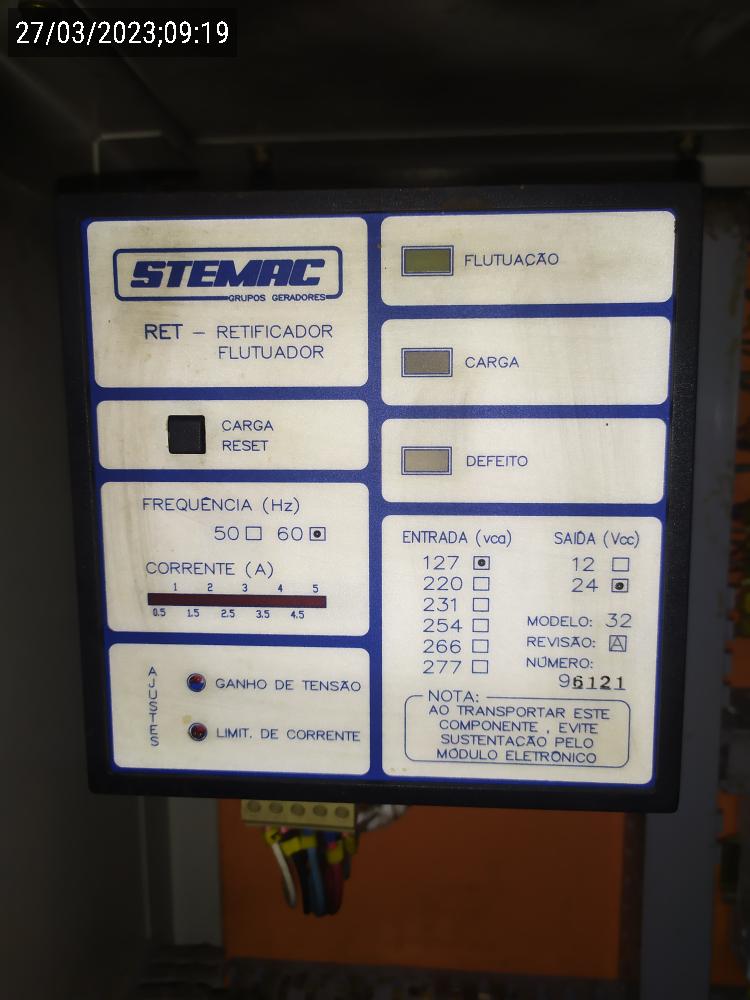 27/03/2023;09:19
STEMAC
GRUPOS GERADORES
RET - RETIFICADOR
FLUTUADOR
CARGA
RESET
FREQUÊNCIA (Hz)
50 60
CORRENTE (A)
1 2 3 4 5
0.5 1.5 2.5 3.5 4.5
AJUSTES
GANHO DE TENSÃO
LIMIT. DE CORRENTE
FLUTUAÇÃO
CARGA
DEFEITO
ENTRADA (vca)
127
220
231
254
266
277
SAÍDA (Vcc)
12
24
MODELO: 32
REVISÃO: A
NÚMERO:
96121
NOTA:
AO TRANSPORTAR ESTE
COMPONENTE , EVITE
SUSTENTAÇÃO PELO
MÓDULO ELETRÔNICO